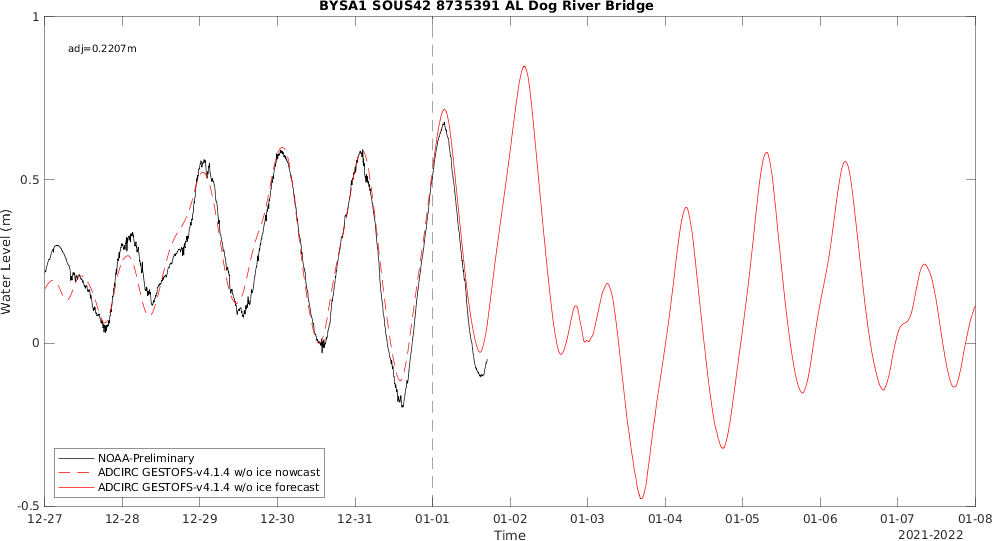 BYSA1 SOUS42 8735391 AL Dog River Bridge
1
adj=0.2207m
0.5
Water Level (m)
0
NOAA-Preliminary
ADCIRC GESTOFS-v4.1.4 w/o ice nowcast
ADCIRC GESTOFS-v4.1.4 w/o ice forecast
-0.5
12-27 12-28 12-29 12-30 12-31 01-01 01-02 01-03 01-04 01-05 01-06 01-07 01-08
Time
2021-2022